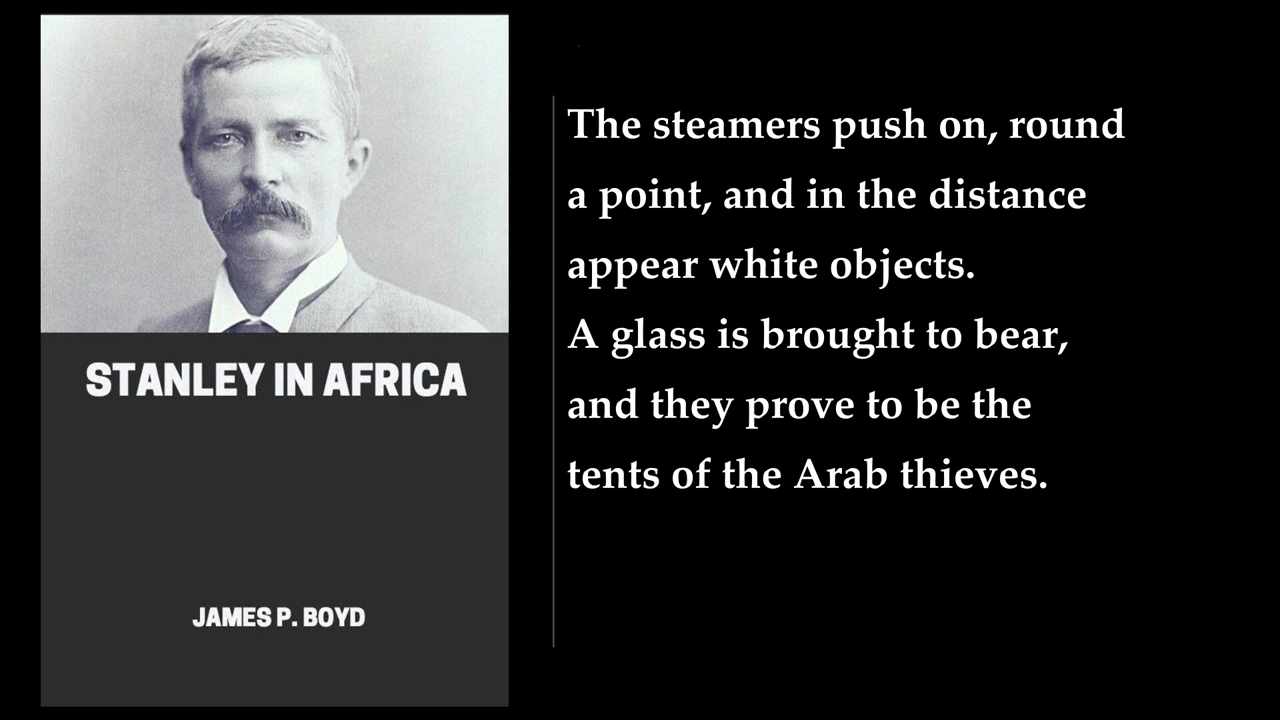 STANLEY IN AFRICA
JAMES P. BOYD
The steamers push on, round
a point, and in the distance
appear white objects.
A glass is brought to bear,
and they prove to be the
tents of the Arab thieves.